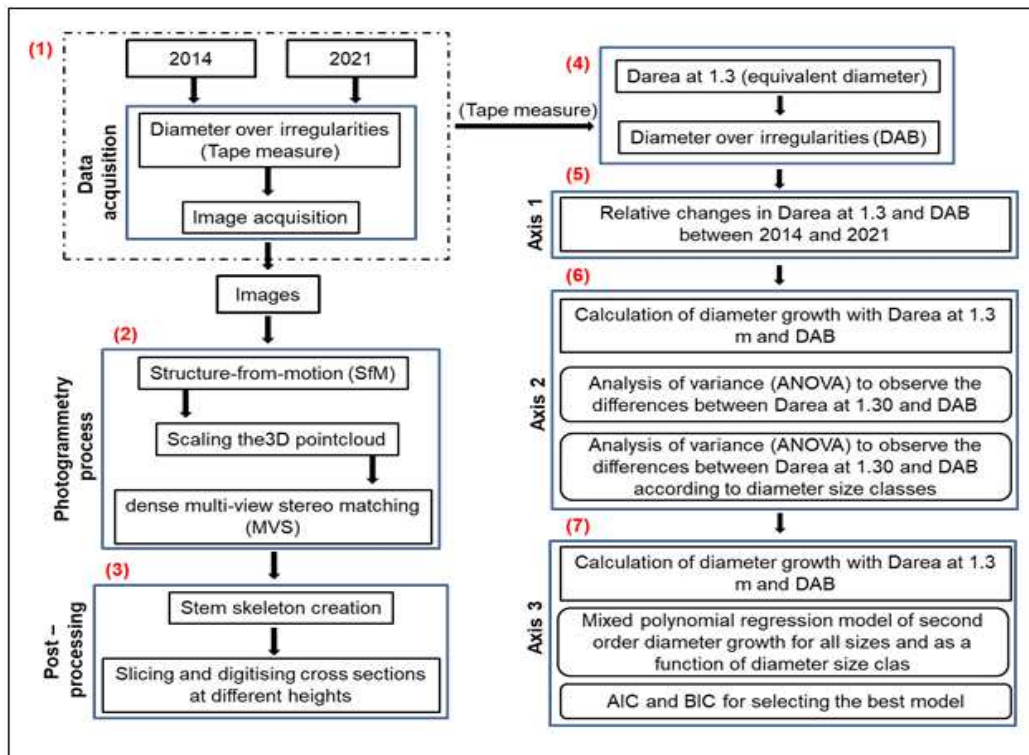 (1)
2014
2021
Data
acquisition
Diameter over irregularities
(Tape measure)
Image acquisition
Images
(2)
Photogrammetry
process
Structure-from-motion (SfM)
Scaling the3D pointcloud
dense multi-view stereo matching
(MVS)
(3)
Post –
processing
Stem skeleton creation
Slicing and digitising cross sections
at different heights
(Tape measure)
(4)
Darea at 1.3 (equivalent diameter)
Diameter over irregularities (DAB)
(5)
Axis 1
Relative changes in Darea at 1.3 and DAB
between 2014 and 2021
(6)
Axis 2
Calculation of diameter growth with Darea at 1.3
m and DAB
Analysis of variance (ANOVA) to observe the
differences between Darea at 1.30 and DAB
Analysis of variance (ANOVA) to observe the
differences between Darea at 1.30 and DAB
according to diameter size classes
(7)
Axis 3
Calculation of diameter growth with Darea at 1.3
m and DAB
Mixed polynomial regression model of second
order diameter growth for all sizes and as a
function of diameter size clas
AIC and BIC for selecting the best model